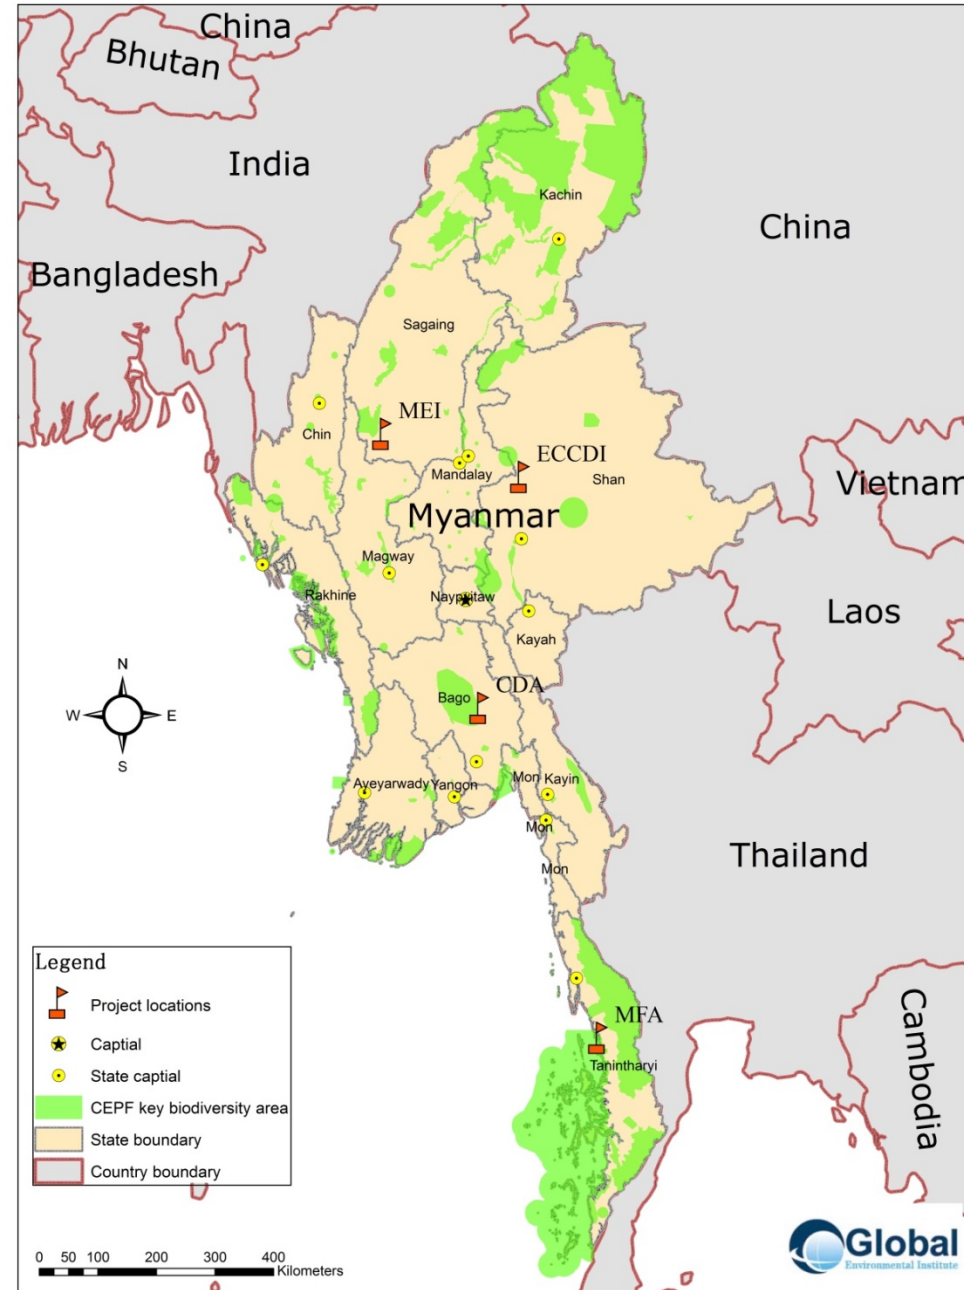 China
Bhutan
India
Kachin
China
Bangladesh
Sagaing
MEI
Chin
ECCDI
Mandalay
Shan
Vietnam
Myanmar
Magway
Rakhine
Naypyitaw
Laos
Kayah
N
W
E
S
CDA
Bago
Ayeyarwady
Yangon
Mon
Kayin
Mon
Mon
Thailand
MFA
Tanintharyi
Cambodia
Legend
Project locations
Captial
State captial
CEPF key biodiversity area
State boundary
Country boundary
0 50 100 200 300 400
Kilometers
Global
Environmental Institute